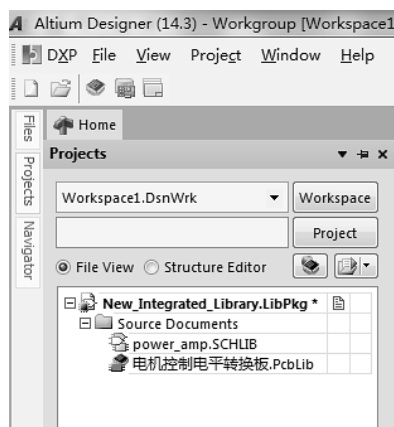 Altium Designer (14.3) - Workgroup [Workspace1
DXP File View Project Window Help
Files
Projects
Navigator
Home
Projects
Workspace1.DsnWrk
Workspace
Project
File View Structure Editor
New_Integrated_Library.LibPkg *
Source Documents
power_amp.SCHLIB
电机控制电平转换板.PcbLib